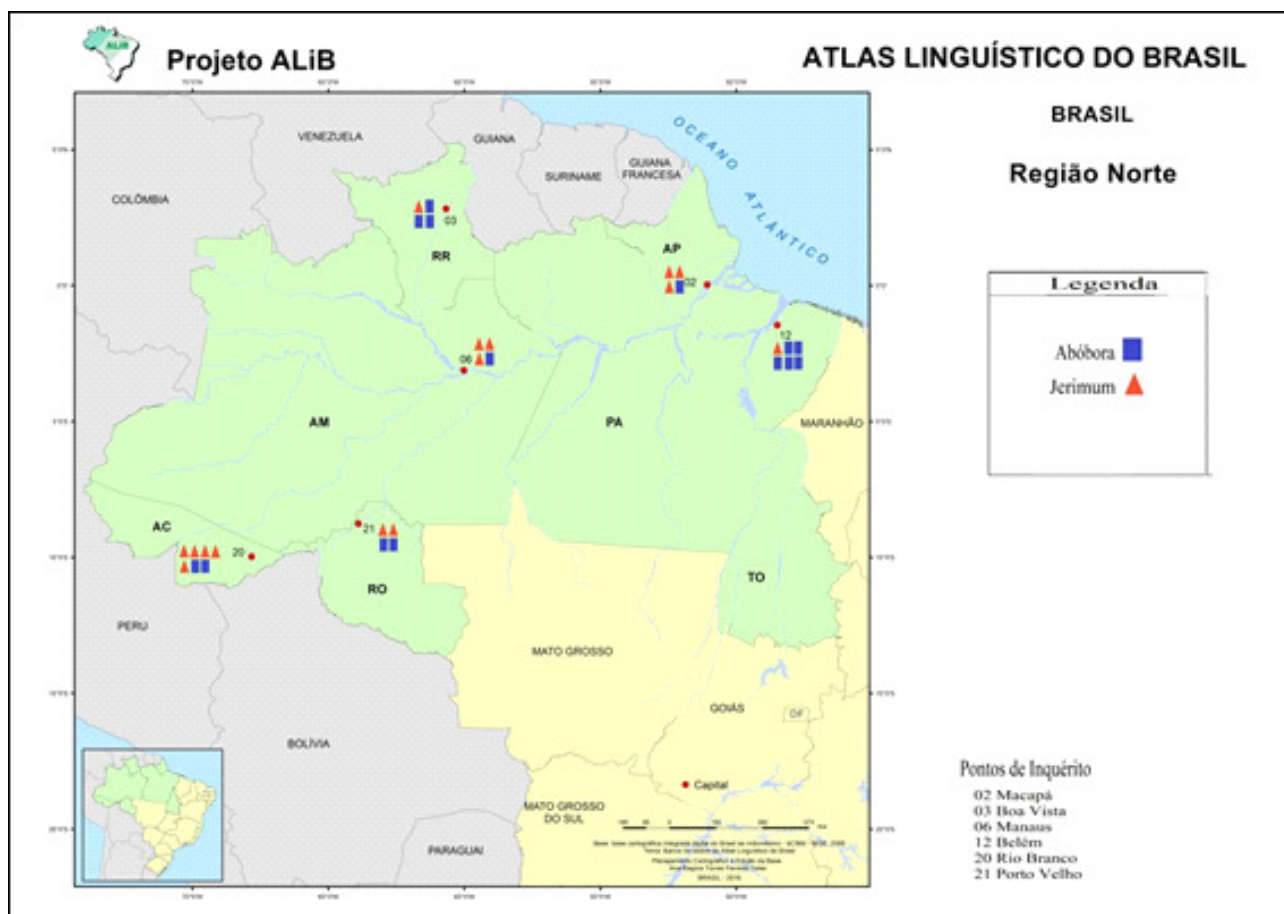 ALiB
Projeto ALiB
ATLAS LINGUÍSTICO DO BRASIL
BRASIL
Região Norte
VENEZUELA
GUIANA
SURINAME
GUIANA
FRANCESA
COLÔMBIA
OCEANO ATLÂNTICO
03
RR
AP
02
12
06
AM
PA
MARANHÃO
AC
20
21
RO
TO
PERU
MATO GROSSO
GOIÁS
DF
BOLÍVIA
Capital
MATO GROSSO
DO SUL
PARAGUAI
BRASIL - 2016
Legenda
Abóbora
Jerimum
Pontos de Inquérito
02 Macapá
03 Boa Vista
06 Manaus
12 Belém
20 Rio Branco
21 Porto Velho